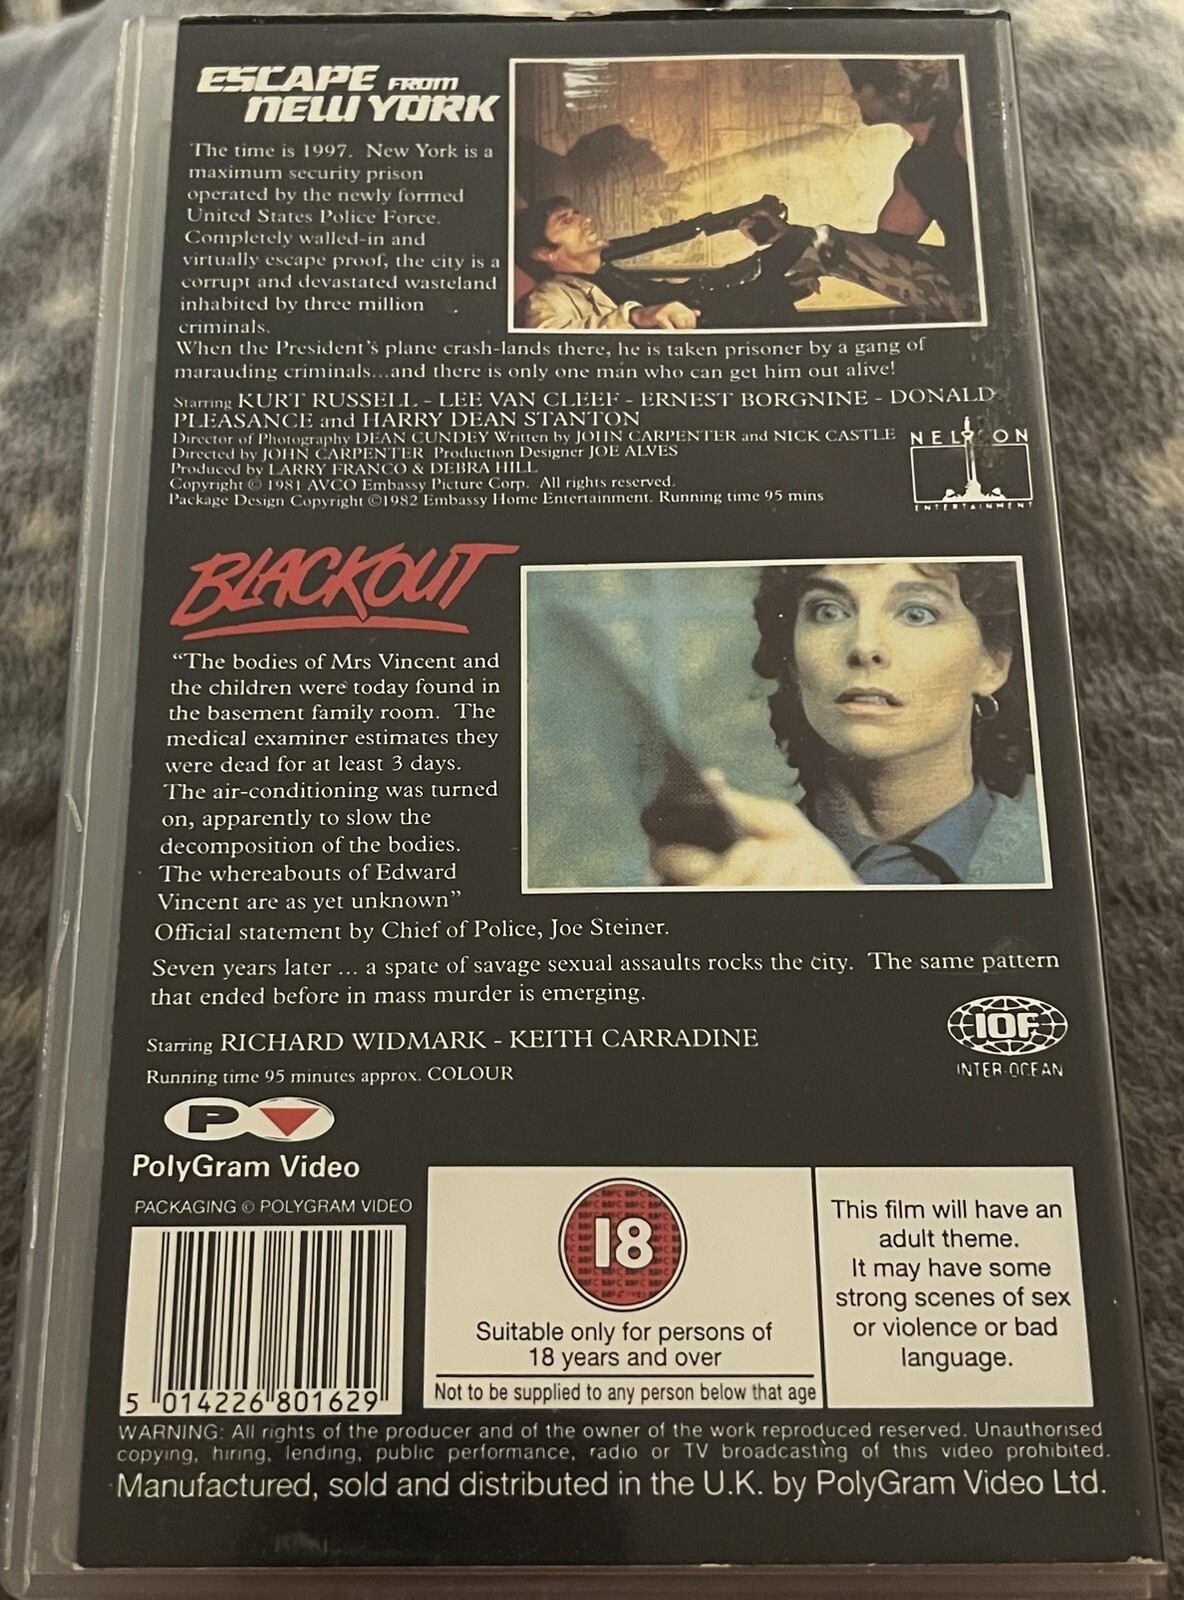 ESCAPE FROM
NEW YORK
The time is 1997. New York is a
maximum security prison
operated by the newly formed
United States Police Force.
Completely walled-in and
virtually escape proof, the city is a
corrupt and devastated wasteland
inhabited by three million
criminals.
When the President's plane crash-lands there, he is taken prisoner by a gang of
marauding criminals...and there is only one man who can get him out alive!
Starring KURT RUSSELL - LEE VAN CLEEF - ERNEST BORGNINE - DONALD
PLEASANCE and HARRY DEAN STANTON
Director of Photography DEAN CUNDEY Written by JOHN CARPENTER and NICK CASTLE
Directed by JOHN CARPENTER Production Designer JOE ALVES
Produced by LARRY FRANCO & DEBRA HILL
Copyright © 1981 AVCO Embassy Picture Corp. All rights reserved.
Package Design Copyright ©1982 Embassy Home Entertainment. Running time 95 mins
NELSON
ENTERTAINMENT
BLACKOUT
“The bodies of Mrs Vincent and
the children were today found in
the basement family room. The
medical examiner estimates they
were dead for at least 3 days.
The air-conditioning was turned
on, apparently to slow the
decomposition of the bodies.
The whereabouts of Edward
Vincent are as yet unknown”
Official statement by Chief of Police, Joe Steiner.
Seven years later ... a spate of savage sexual assaults rocks the city. The same pattern
that ended before in mass murder is emerging.
Starring RICHARD WIDMARK - KEITH CARRADINE
Running time 95 minutes approx. COLOUR
IOF
INTER-OCEAN
P
PolyGram Video
PACKAGING © POLYGRAM VIDEO
5 014226 801629
18
Suitable only for persons of
18 years and over
Not to be supplied to any person below that age
This film will have an
adult theme.
It may have some
strong scenes of sex
or violence or bad
language.
WARNING: All rights of the producer and of the owner of the work reproduced reserved. Unauthorised
copying, hiring, lending, public performance, radio or TV broadcasting of this video prohibited.
Manufactured, sold and distributed in the U.K. by PolyGram Video Ltd.